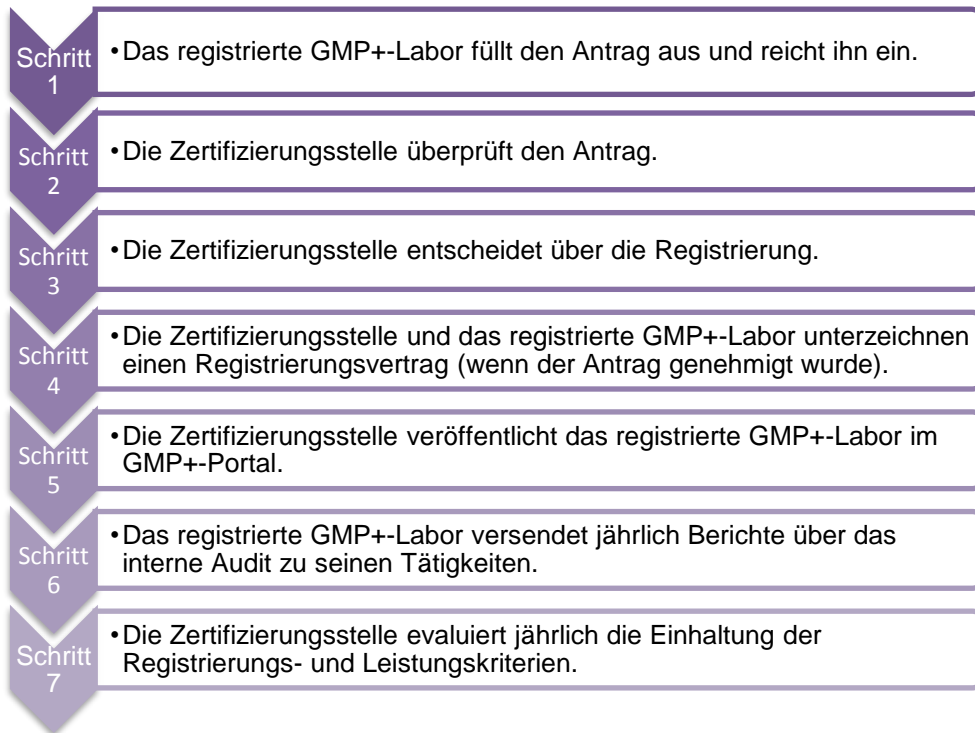 Schritt
1
•Das registrierte GMP+-Labor füllt den Antrag aus und reicht ihn ein.
Schritt
2
•Die Zertifizierungsstelle überprüft den Antrag.
Schritt
3
•Die Zertifizierungsstelle entscheidet über die Registrierung.
Schritt
4
•Die Zertifizierungsstelle und das registrierte GMP+-Labor unterzeichnen
einen Registrierungsvertrag (wenn der Antrag genehmigt wurde).
Schritt
5
•Die Zertifizierungsstelle veröffentlicht das registrierte GMP+-Labor im
GMP+-Portal.
Schritt
6
•Das registrierte GMP+-Labor versendet jährlich Berichte über das
interne Audit zu seinen Tätigkeiten.
Schritt
7
•Die Zertifizierungsstelle evaluiert jährlich die Einhaltung der
Registrierungs- und Leistungskriterien.